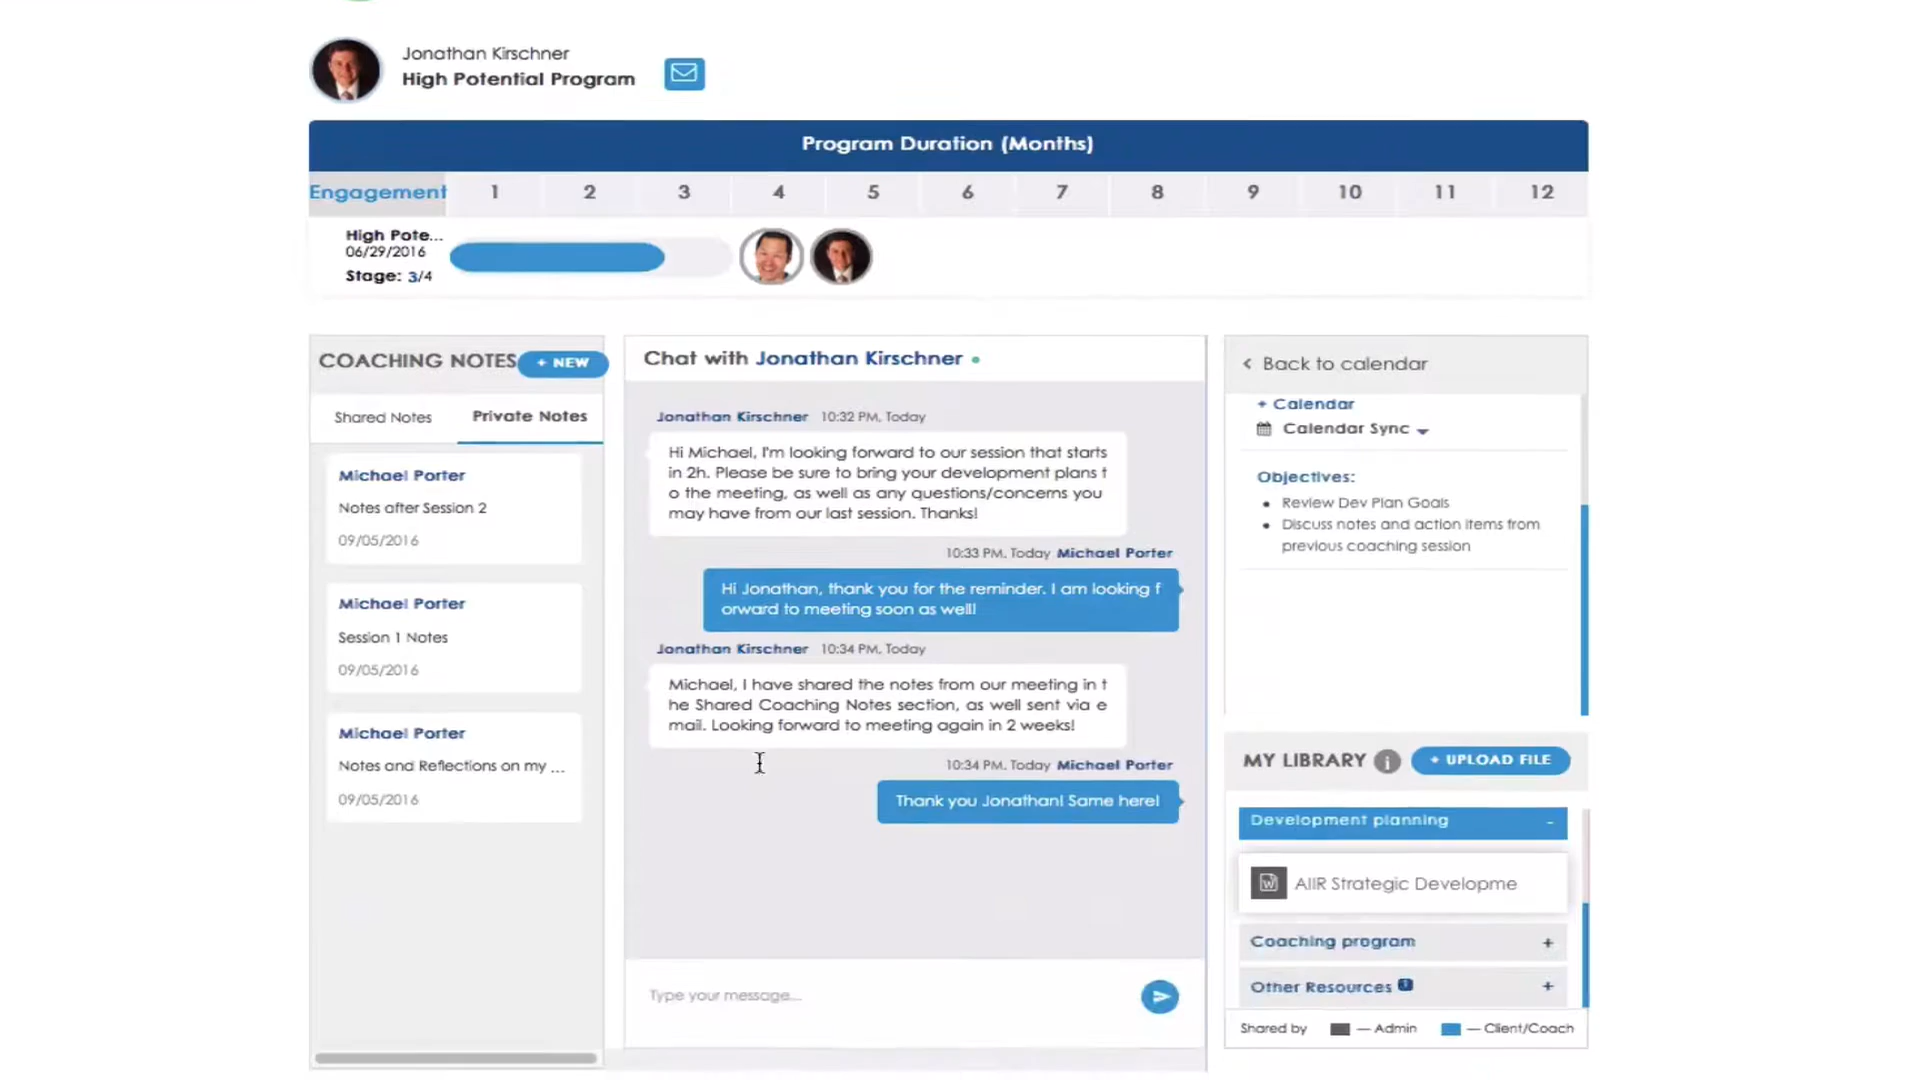 Jonathan Kirschner
High Potential Program
Program Duration (Months)
Engagement 1 2 3 4 5 6 7 8 9 10 11 12
High Pote...
06/29/2016
Stage: 3/4
COACHING NOTES + NEW
Shared Notes Private Notes
Michael Porter
Notes after Session 2
09/05/2016
Michael Porter
Session 1 Notes
09/05/2016
Michael Porter
Notes and Reflections on my ...
09/05/2016
Chat with Jonathan Kirschner
Jonathan Kirschner 10:32 PM, Today
Hi Michael, I'm looking forward to our session that starts
in 2h. Please be sure to bring your development plans t
o the meeting, as well as any questions/concerns you
may have from our last session. Thanks!
10:33 PM, Today Michael Porter
Hi Jonathan, thank you for the reminder. I am looking f
orward to meeting soon as well!
Jonathan Kirschner 10:34 PM, Today
Michael, I have shared the notes from our meeting in t
he Shared Coaching Notes section, as well sent via e
mail. Looking forward to meeting again in 2 weeks!
10:34 PM, Today Michael Porter
Thank you Jonathan! Same here!
Type your message...
< Back to calendar
+ Calendar
Calendar Sync
Objectives:
• Review Dev Plan Goals
• Discuss notes and action items from
previous coaching session
MY LIBRARY i + UPLOAD FILE
Development planning -
W AIIR Strategic Developme
Coaching program +
Other Resources +
Shared by — Admin — Client/Coach